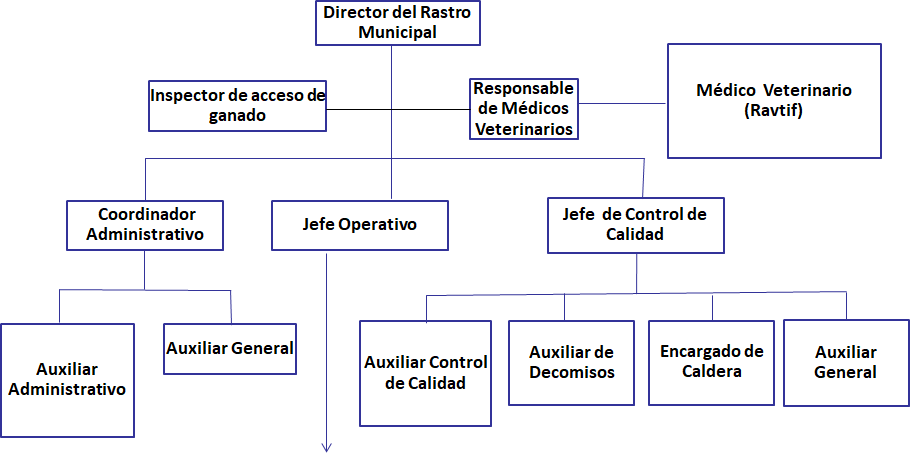 Director del Rastro
Municipal
Inspector de acceso de
ganado
Responsable
de Médicos
Veterinarios
Médico Veterinario
(Ravtif)
Coordinador
Administrativo
Jefe Operativo
Jefe de Control de
Calidad
Auxiliar
Administrativo
Auxiliar General
Auxiliar Control
de Calidad
Auxiliar de
Decomisos
Encargado de
Caldera
Auxiliar
General